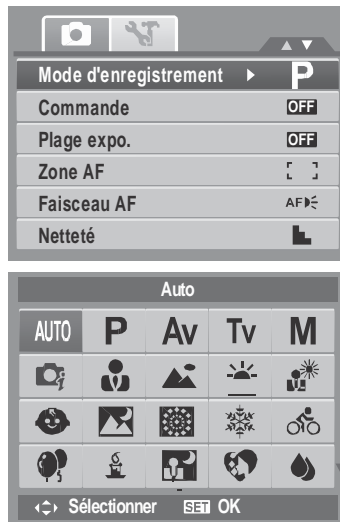 Mode d'enregistrement P
Commande OFF
Plage expo. OFF
Zone AF
Faisceau AF AF
Netteté
Auto
AUTO P Av Tv M
i
Sélectionner SET OK